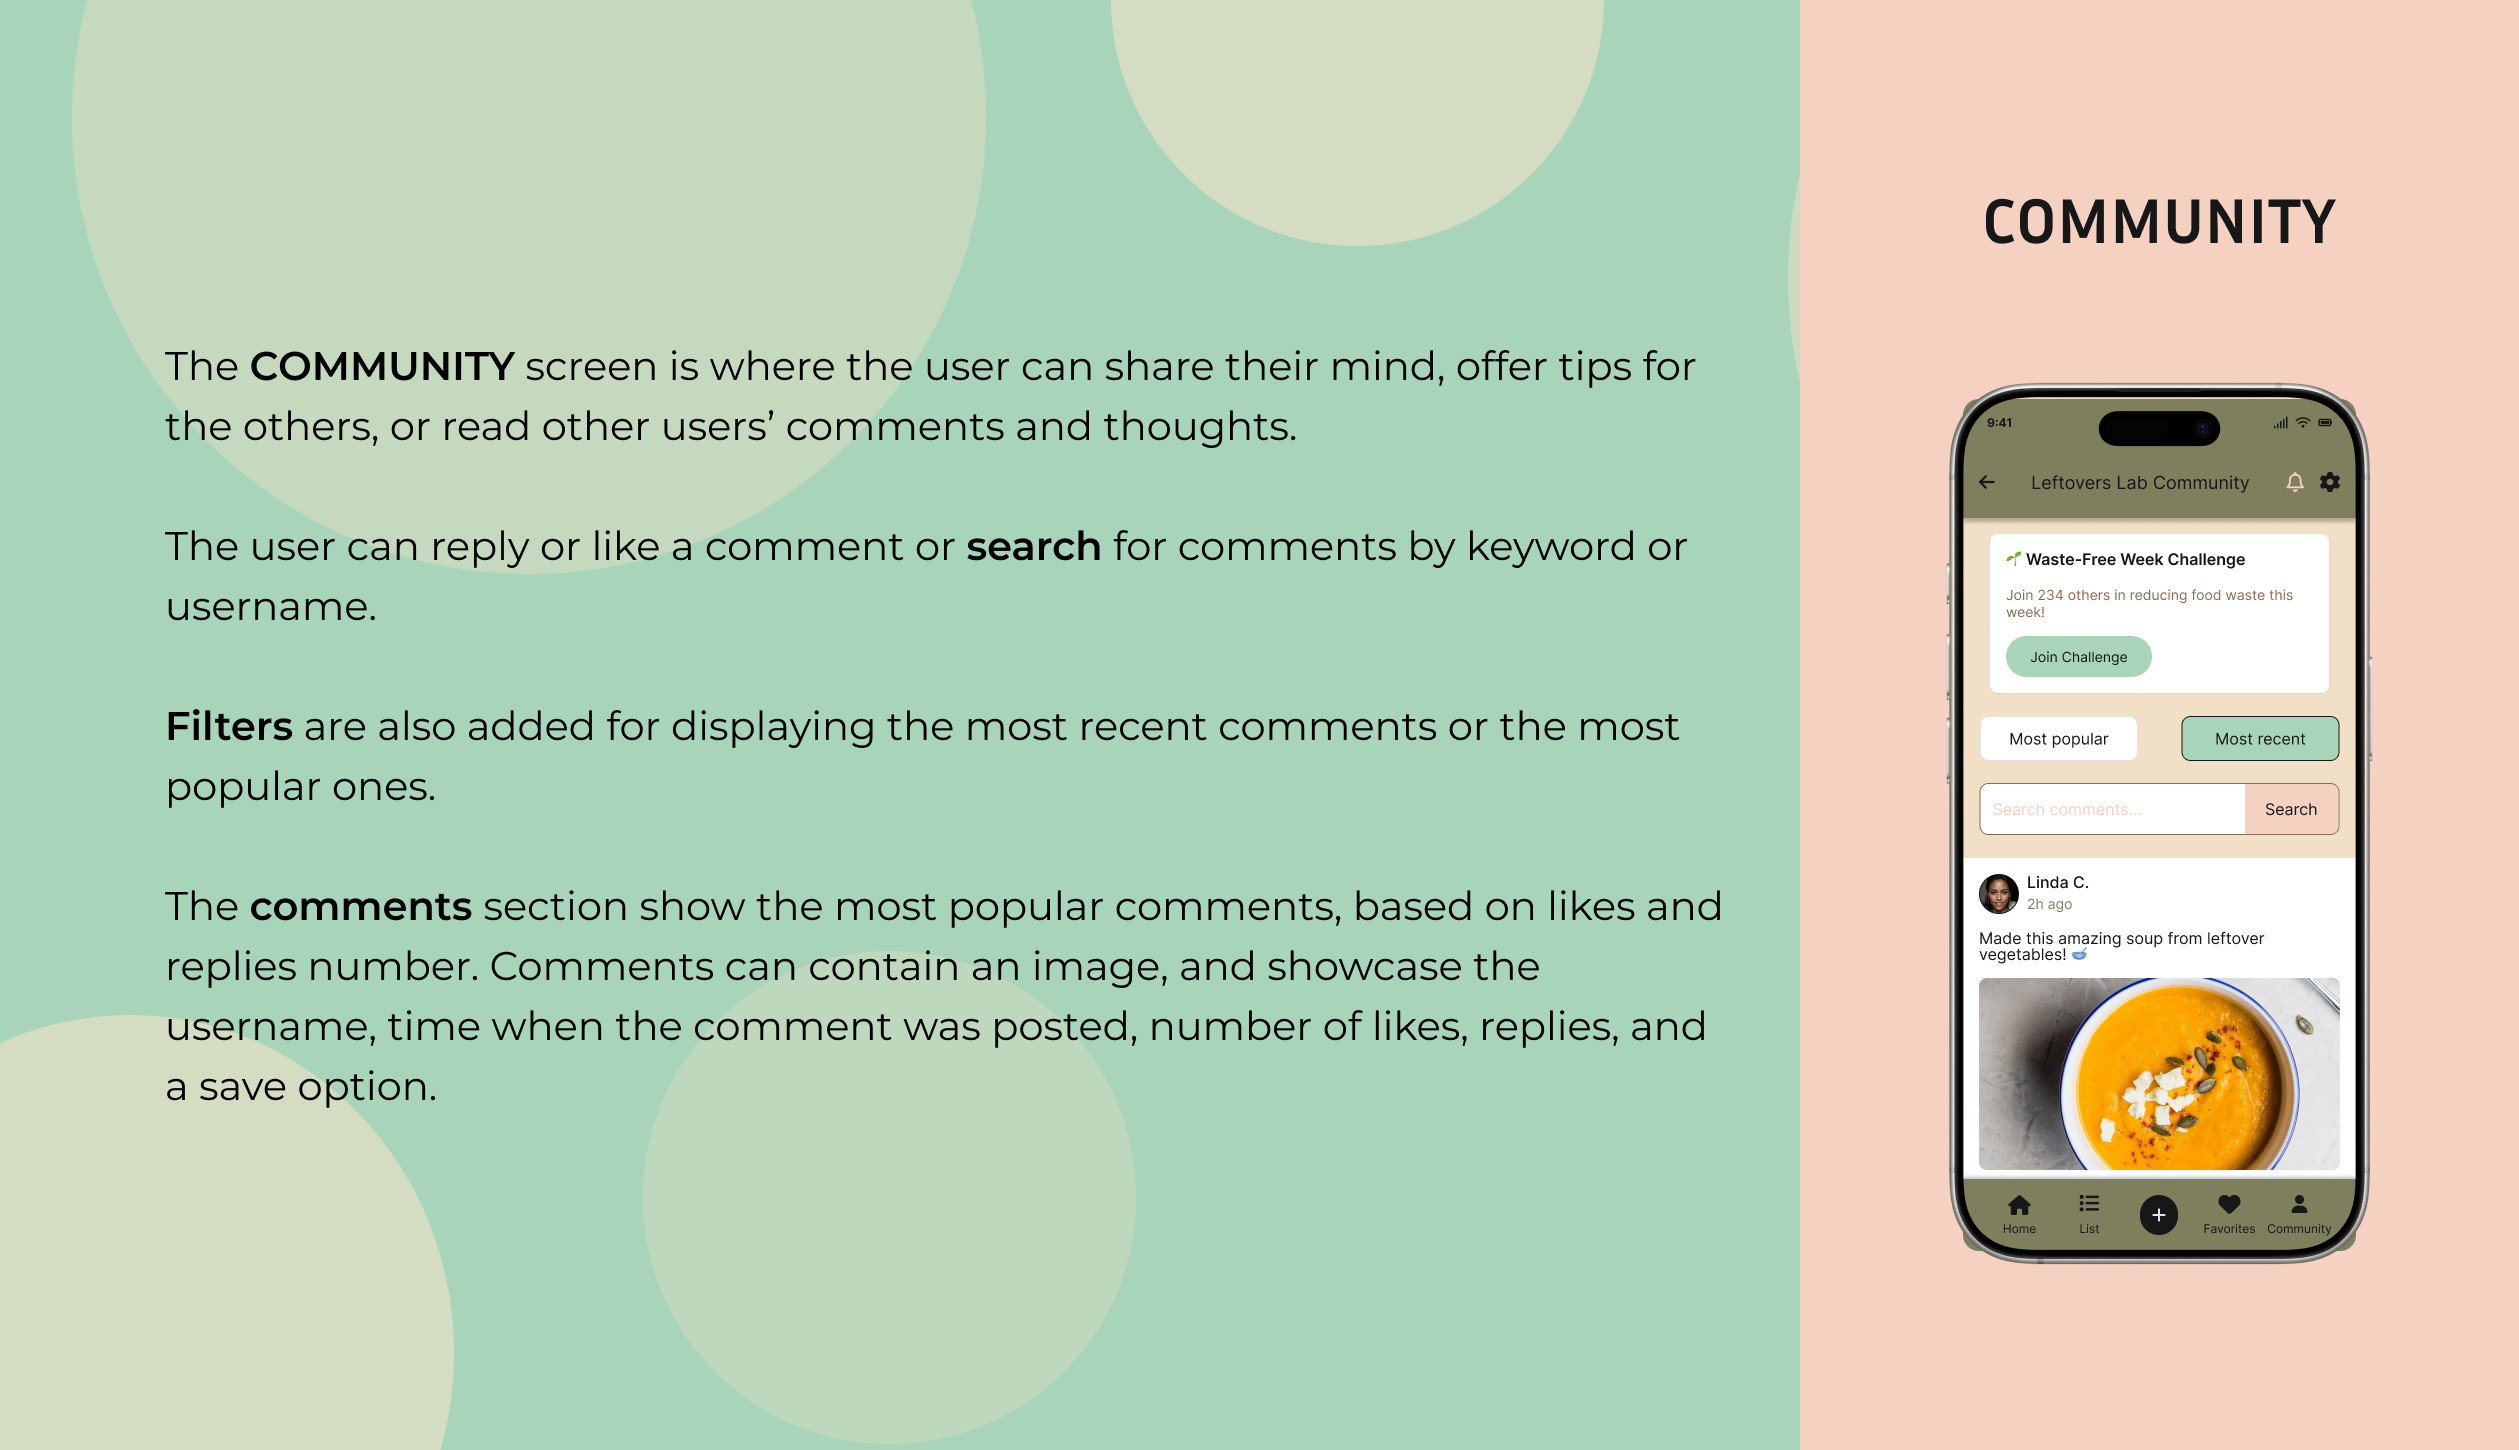 The COMMUNITY screen is where the user can share their mind, offer tips for
the others, or read other users’ comments and thoughts.
The user can reply or like a comment or search for comments by keyword or
username.
Filters are also added for displaying the most recent comments or the most
popular ones.
The comments section show the most popular comments, based on likes and
replies number. Comments can contain an image, and showcase the
username, time when the comment was posted, number of likes, replies, and
a save option.
COMMUNITY
9:41
Leftovers Lab Community
Waste-Free Week Challenge
Join 234 others in reducing food waste this
week!
Join Challenge
Most popular
Most recent
Search comments...
Search
Linda C.
2h ago
Made this amazing soup from leftover
vegetables! 🥣
Home
List
Favorites
Community